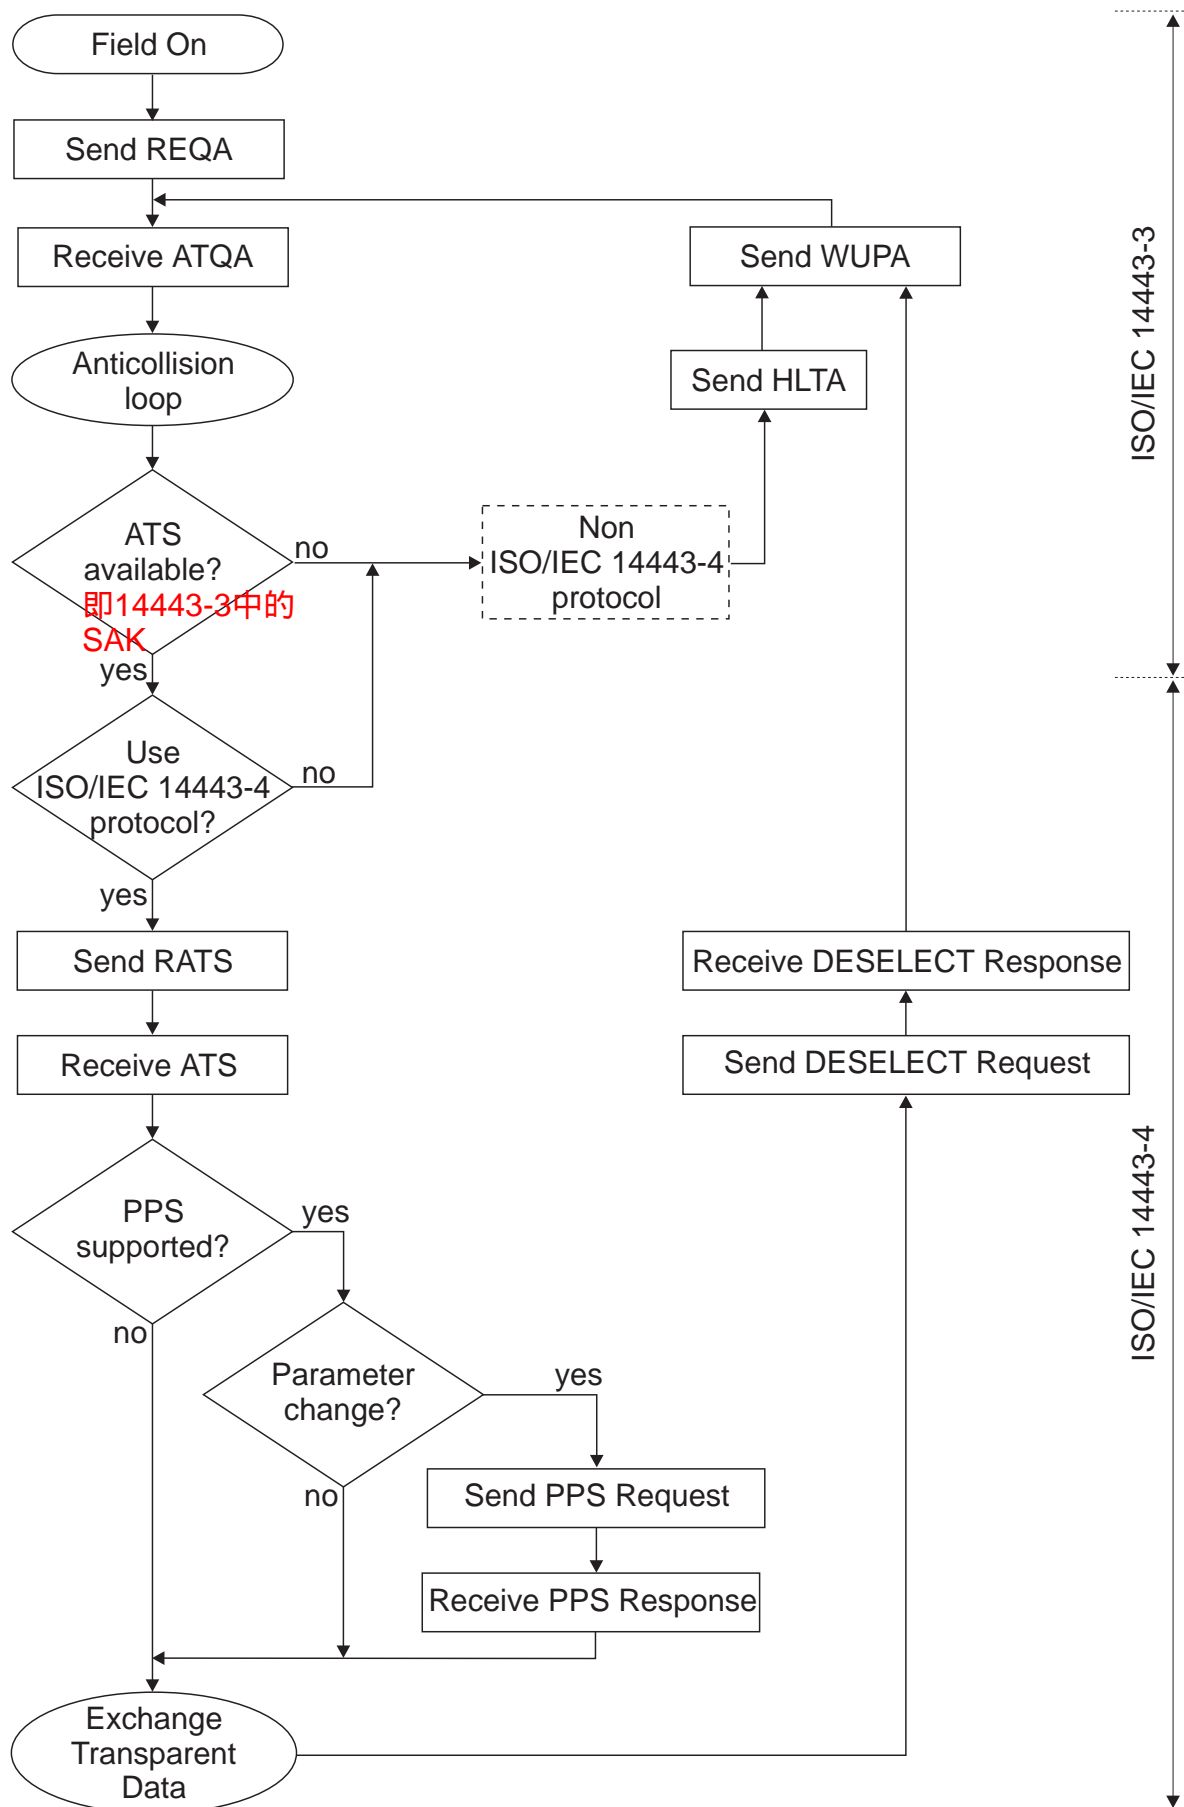 Field On
Send REQA
Receive ATQA
Send WUPA
Anticollision
loop
Send HLTA
ATS
available?
即14443-3中的
SAK
no
Non
ISO/IEC 14443-4
protocol
yes
Use
ISO/IEC 14443-4
protocol?
no
yes
Send RATS
Receive DESELECT Response
Receive ATS
Send DESELECT Request
PPS
supported?
yes
no
Parameter
change?
yes
no
Send PPS Request
Receive PPS Response
Exchange
Transparent
Data
ISO/IEC 14443-3
ISO/IEC 14443-4